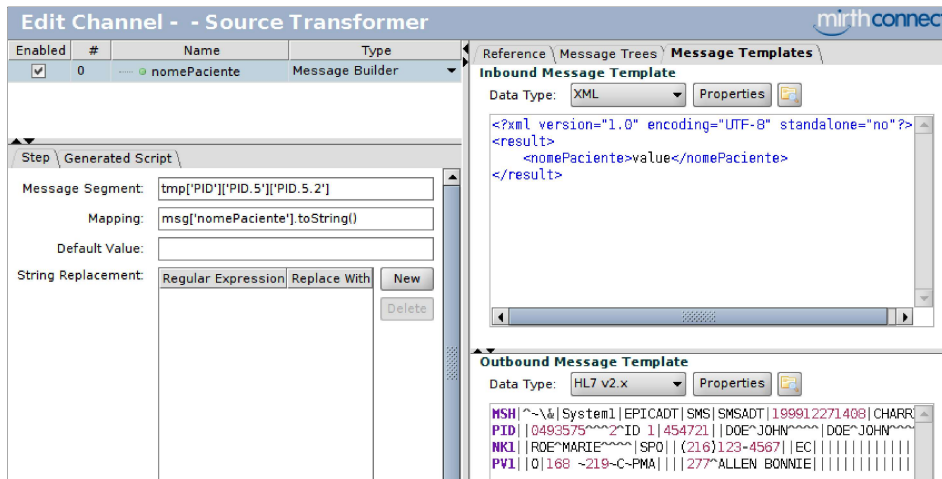 Edit Channel - - Source Transformer
mirthconnec
Enabled # Name Type
0 nomePaciente Message Builder
Step Generated Script
Message Segment: tmp['PID']['PID.5']['PID.5.2']
Mapping: msg['nomePaciente'].toString()
Default Value:
String Replacement: Regular Expression Replace With New
Delete
Reference Message Trees Message Templates
Inbound Message Template
Data Type: XML Properties
<?xml version="1.0" encoding="UTF-8" standalone="no"?>
<result>
<nomePaciente>value</nomePaciente>
</result>
Outbound Message Template
Data Type: HL7 v2.x Properties
MSH|^~\&|System1|EPICADT|SMS|SMSADT|199912271408|CHARR
PID||0493575^^^2^ID 1|454721||DOE^JOHN^^^^|DOE^JOHN^^^^
NK1||ROE^MARIE^^^^|SPO||(216)123-4567||EC|||||||||||||
PV1||O|168 ~219~C~PMA||||277^ALLEN BONNIE||||||||||